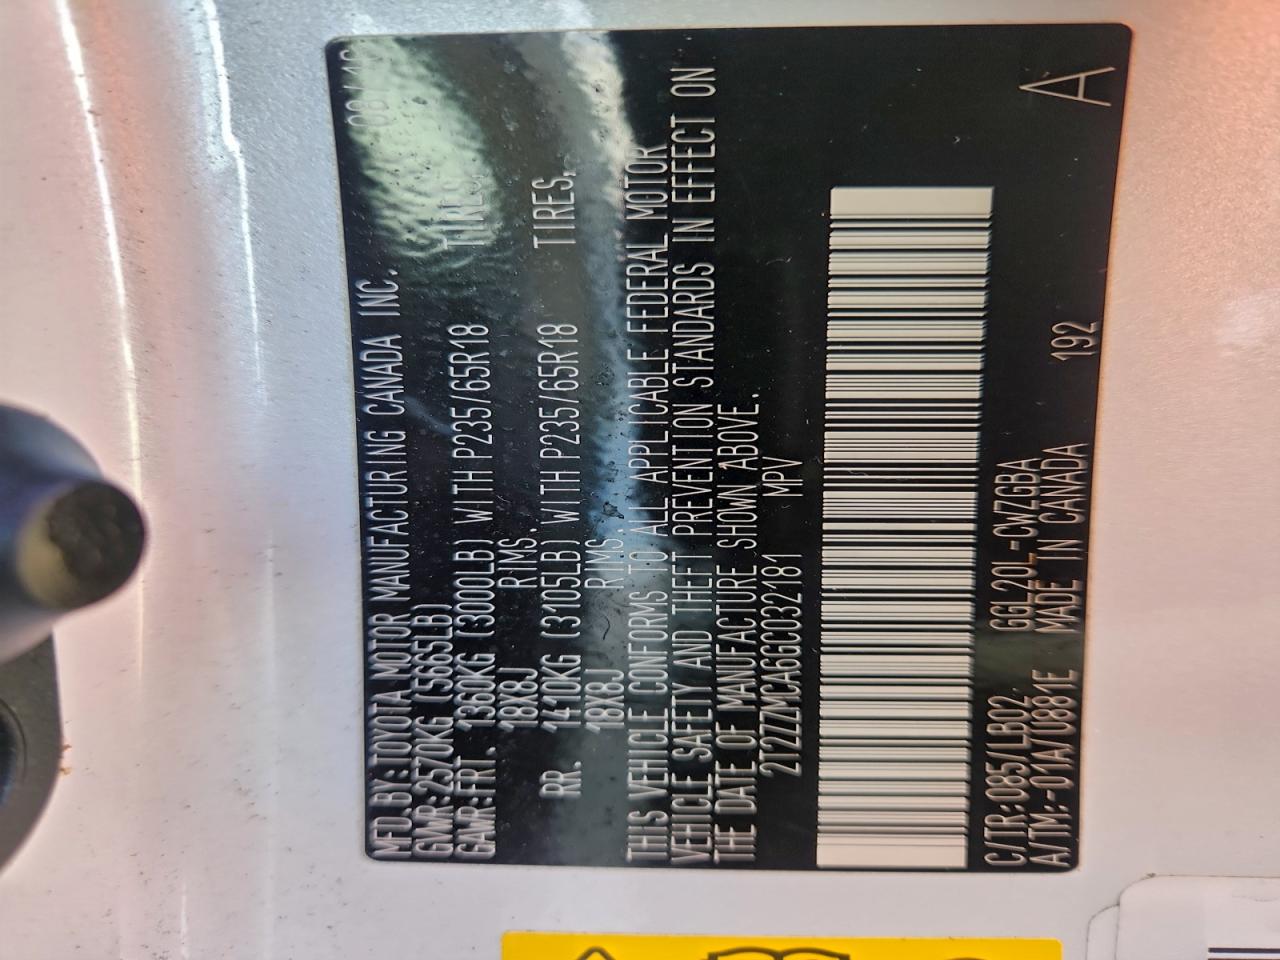 MFD.BY:TOYOTA MOTOR MANUFACTURING CANADA INC.
GVWR:2570KG (5665LB)
GAWR:FRT. 1360KG (3000LB) WITH P235/65R18 TIRES,
18X8J RIMS.
RR. 1410KG (3105LB) WITH P235/65R18 TIRES,
18X8J RIMS.
THIS VEHICLE CONFORMS TO ALL APPLICABLE FEDERAL MOTOR
VEHICLE SAFETY AND THEFT PREVENTION STANDARDS IN EFFECT ON
THE DATE OF MANUFACTURE SHOWN ABOVE.
2T2ZZMCA6GC032181 MPV
C/TR:085/LB02 GGL20L-CWZGBA
A/TM:-01A/0881E MADE IN CANADA 192 A